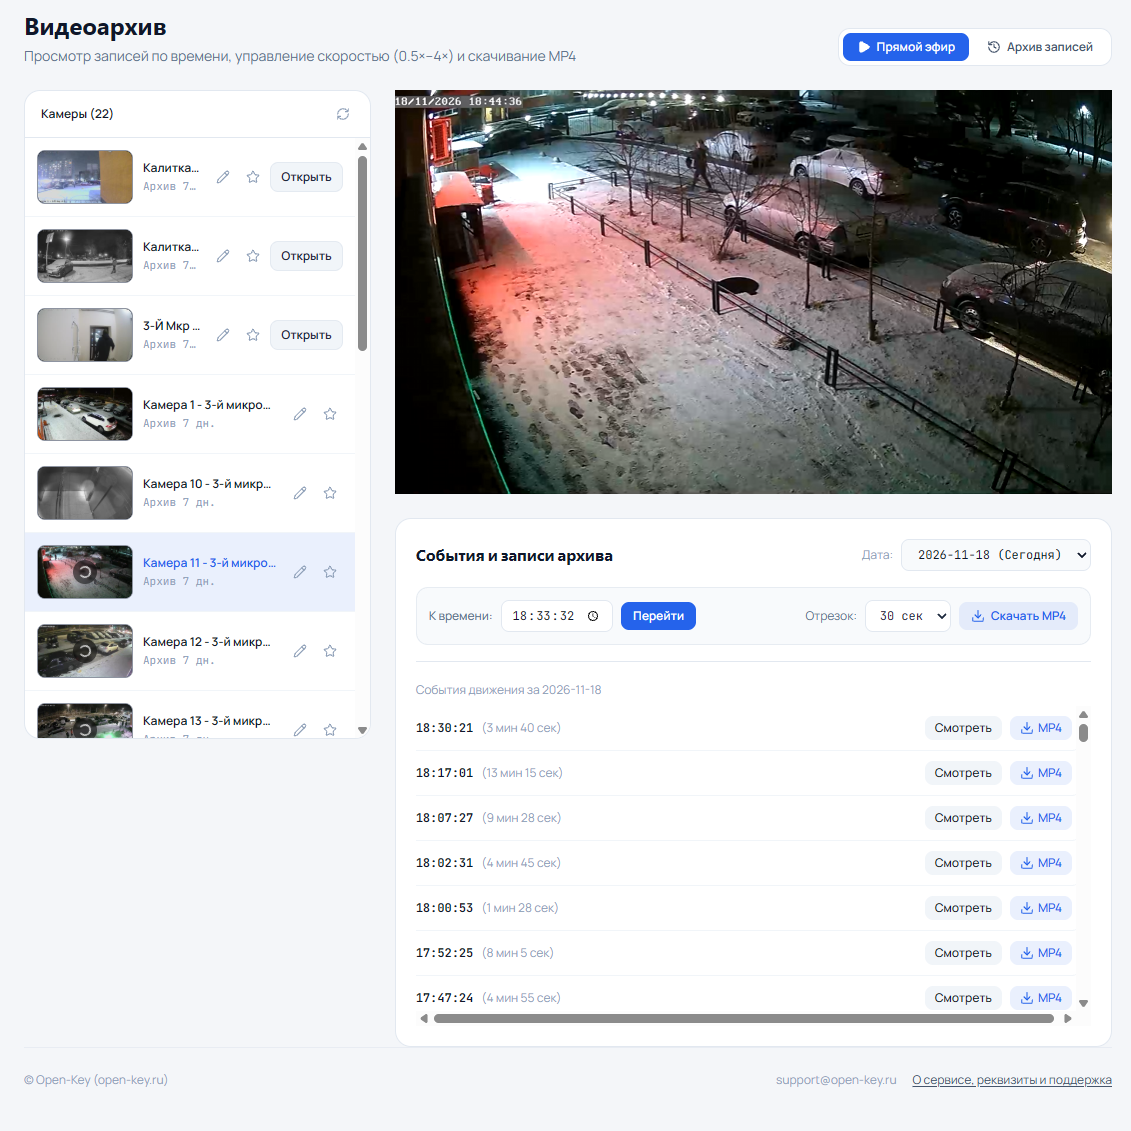 Видеоархив
Просмотр записей по времени, управление скоростью (0.5×–4×) и скачивание MP4
Прямой эфир
Архив записей
Камеры (22)
Калитка...
Архив 7…
Открыть
Калитка...
Архив 7…
Открыть
3-Й Мкр ...
Архив 7…
Открыть
Камера 1 - 3-й микро...
Архив 7 дн.
Камера 10 - 3-й микр...
Архив 7 дн.
Камера 11 - 3-й микро...
Архив 7 дн.
Камера 12 - 3-й микр...
Архив 7 дн.
Камера 13 - 3-й микр...
Архив 7 дн.
18/11/2026 18:44:36
События и записи архива
Дата: 2026-11-18 (Сегодня)
К времени: 18:33:32 Перейти
Отрезок: 30 сек Скачать MP4
События движения за 2026-11-18
18:30:21 (3 мин 40 сек) Смотреть MP4
18:17:01 (13 мин 15 сек) Смотреть MP4
18:07:27 (9 мин 28 сек) Смотреть MP4
18:02:31 (4 мин 45 сек) Смотреть MP4
18:00:53 (1 мин 28 сек) Смотреть MP4
17:52:25 (8 мин 5 сек) Смотреть MP4
17:47:24 (4 мин 55 сек) Смотреть MP4
© Open-Key (open-key.ru)
support@open-key.ru
О сервисе, реквизиты и поддержка